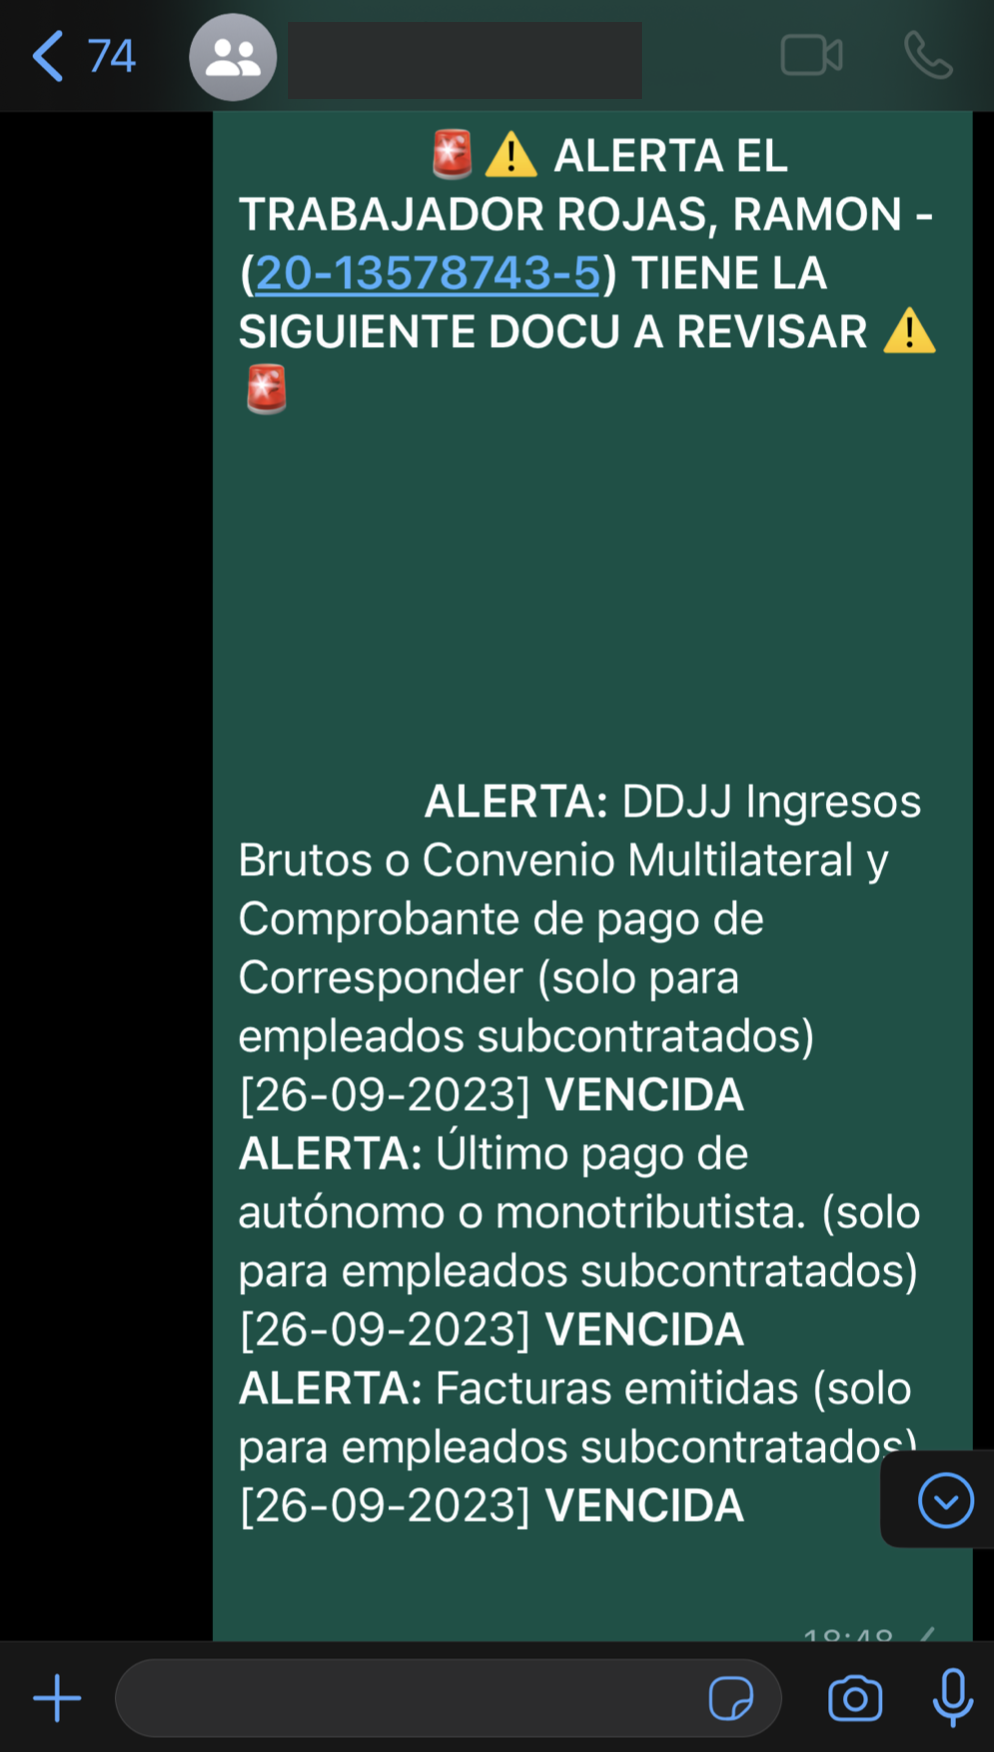 74
🚨⚠️ ALERTA EL
TRABAJADOR ROJAS, RAMON -
(20-13578743-5) TIENE LA
SIGUIENTE DOCU A REVISAR ⚠️
🚨
ALERTA: DDJJ Ingresos
Brutos o Convenio Multilateral y
Comprobante de pago de
Corresponder (solo para
empleados subcontratados)
[26-09-2023] VENCIDA
ALERTA: Último pago de
autónomo o monotributista. (solo
para empleados subcontratados)
[26-09-2023] VENCIDA
ALERTA: Facturas emitidas (solo
para empleados subcontratados)
[26-09-2023] VENCIDA
18:48